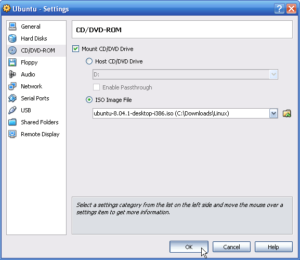 Ubuntu - Settings
General
Hard Disks
CD/DVD-ROM
Floppy
Audio
Network
Serial Ports
USB
Shared Folders
Remote Display
CD/DVD-ROM
Mount CD/DVD Drive
Host CD/DVD Drive
D:
Enable Passthrough
ISO Image File
ubuntu-8.04.1-desktop-i386.iso (C:\Downloads\Linux)
Select a settings category from the list on the left side and move the mouse over a
settings item to get more information.
OK
Cancel
Help